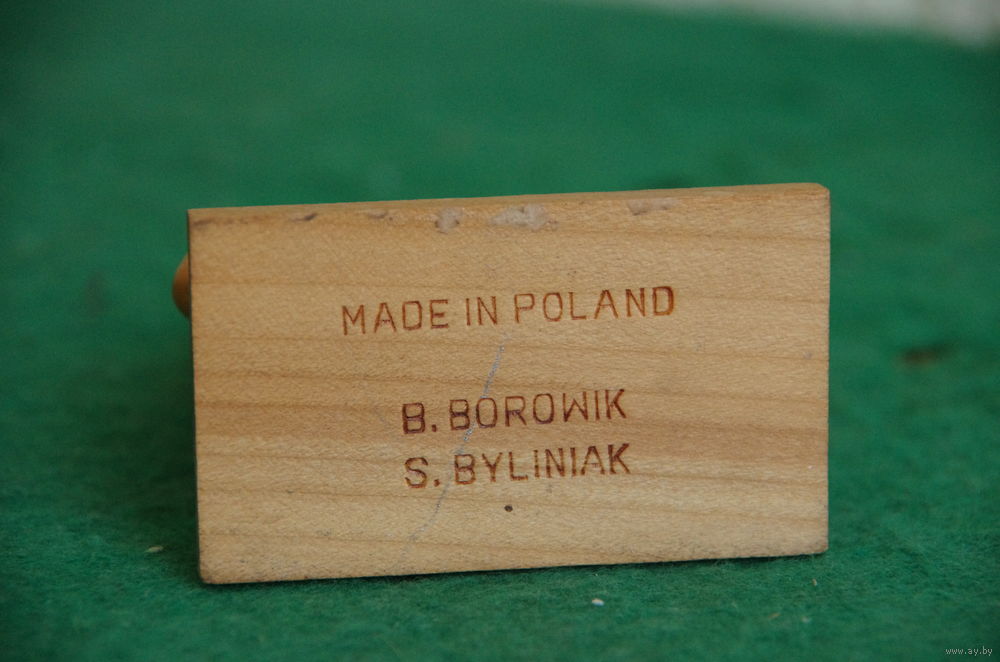 MADE IN POLAND
B. BOROWIK
S. BYLINIAK
www.ay.by